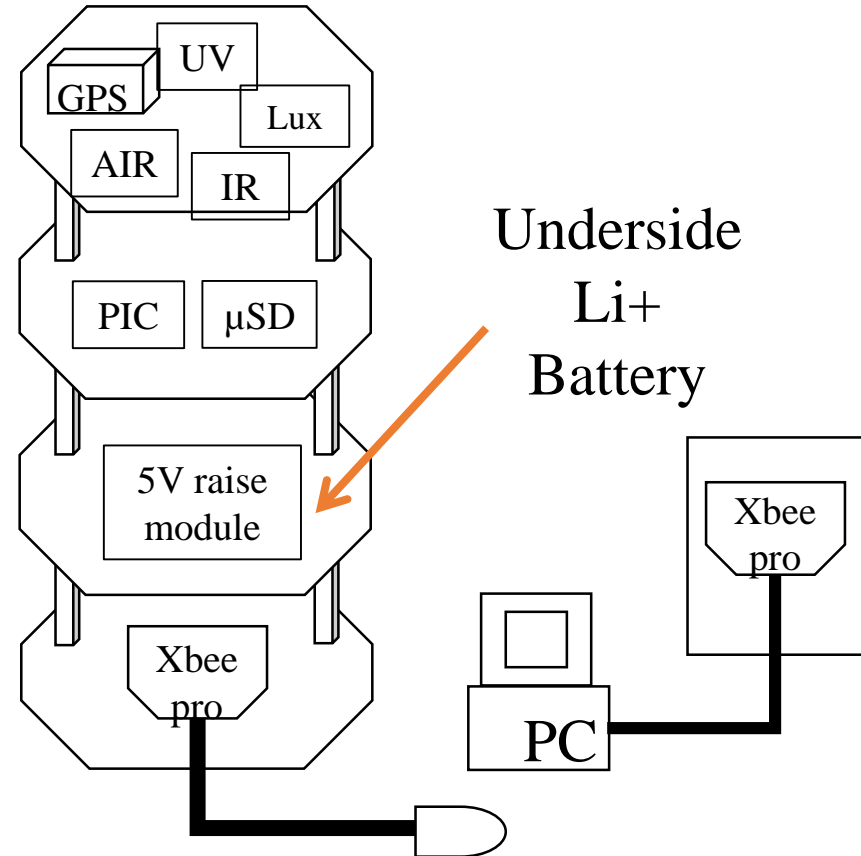 UV
GPS
Lux
AIR
IR
Underside
Li+
Battery
PIC
μSD
5V raise
module
Xbee
pro
Xbee
pro
PC